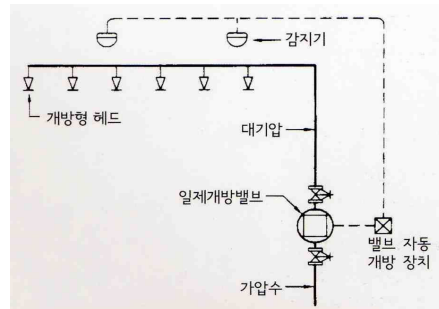 감지기
개방형 헤드
대기압
일제개방밸브
밸브 자동
개방 장치
가압수